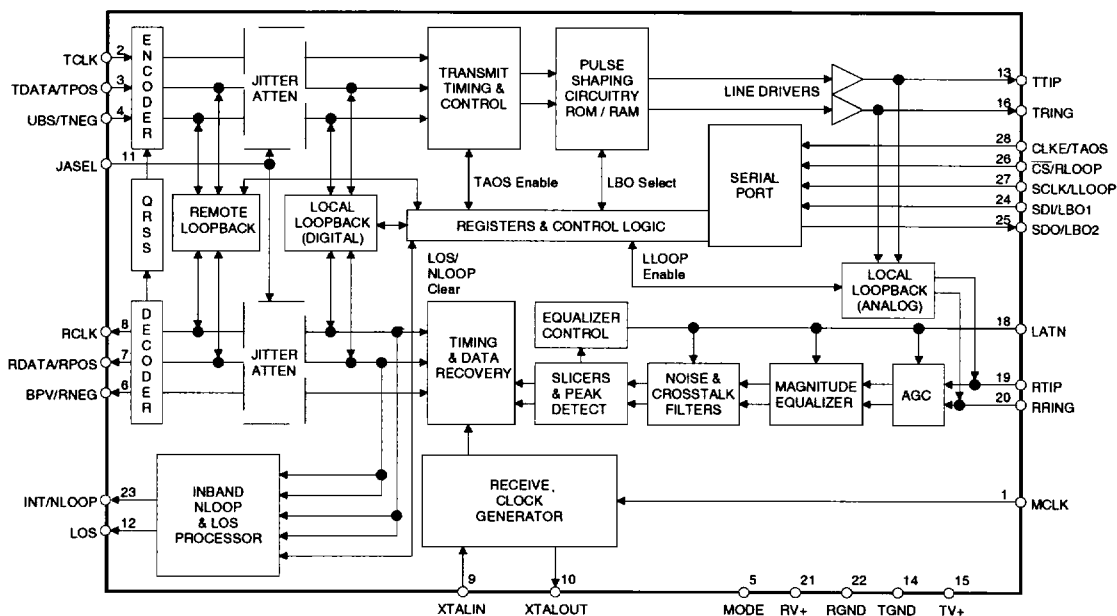 ENCODER
2
TCLK
3
TDATA/TPOS
4
UBS/TNEG
11
JASEL
JITTER
ATTEN
TRANSMIT
TIMING &
CONTROL
PULSE
SHAPING
CIRCUITRY
ROM / RAM
LINE DRIVERS
13
TTIP
16
TRING
SERIAL
PORT
28
CLKE/TAOS
26
CS/RLOOP
27
SCLK/LLOOP
24
SDI/LBO1
25
SDO/LBO2
QRSS
REMOTE
LOOPBACK
LOCAL
LOOPBACK
(DIGITAL)
TAOS Enable
LBO Select
REGISTERS & CONTROL LOGIC
LOS/
NLOOP
Clear
LLOOP
Enable
LOCAL
LOOPBACK
(ANALOG)
DECODER
8
RCLK
7
RDATA/RPOS
6
BPV/RNEG
JITTER
ATTEN
TIMING
& DATA
RECOVERY
EQUALIZER
CONTROL
SLICERS
& PEAK
DETECT
NOISE &
CROSSTALK
FILTERS
MAGNITUDE
EQUALIZER
AGC
18
LATN
19
RTIP
20
RRING
INBAND
NLOOP
& LOS
PROCESSOR
23
INT/NLOOP
12
LOS
RECEIVE,
CLOCK
GENERATOR
1
MCLK
9
XTALIN
10
XTALOUT
5
MODE
21
RV+
22
RGND
14
TGND
15
TV+